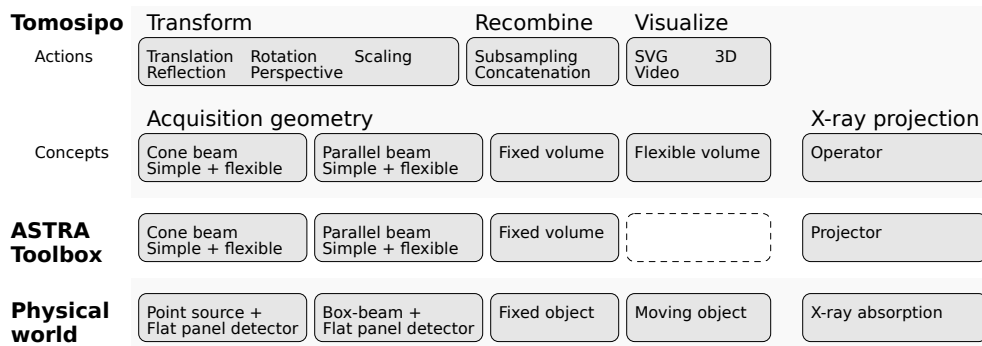 Tomosipo Transform Recombine Visualize
Actions Translation Rotation Scaling Subsampling SVG 3D
Reflection Perspective Concatenation Video
Acquisition geometry X-ray projection
Concepts Cone beam Parallel beam Fixed volume Flexible volume Operator
Simple + flexible Simple + flexible
ASTRA Cone beam Parallel beam Fixed volume Projector
Toolbox Simple + flexible Simple + flexible
Physical Point source + Box-beam + Fixed object Moving object X-ray absorption
world Flat panel detector Flat panel detector